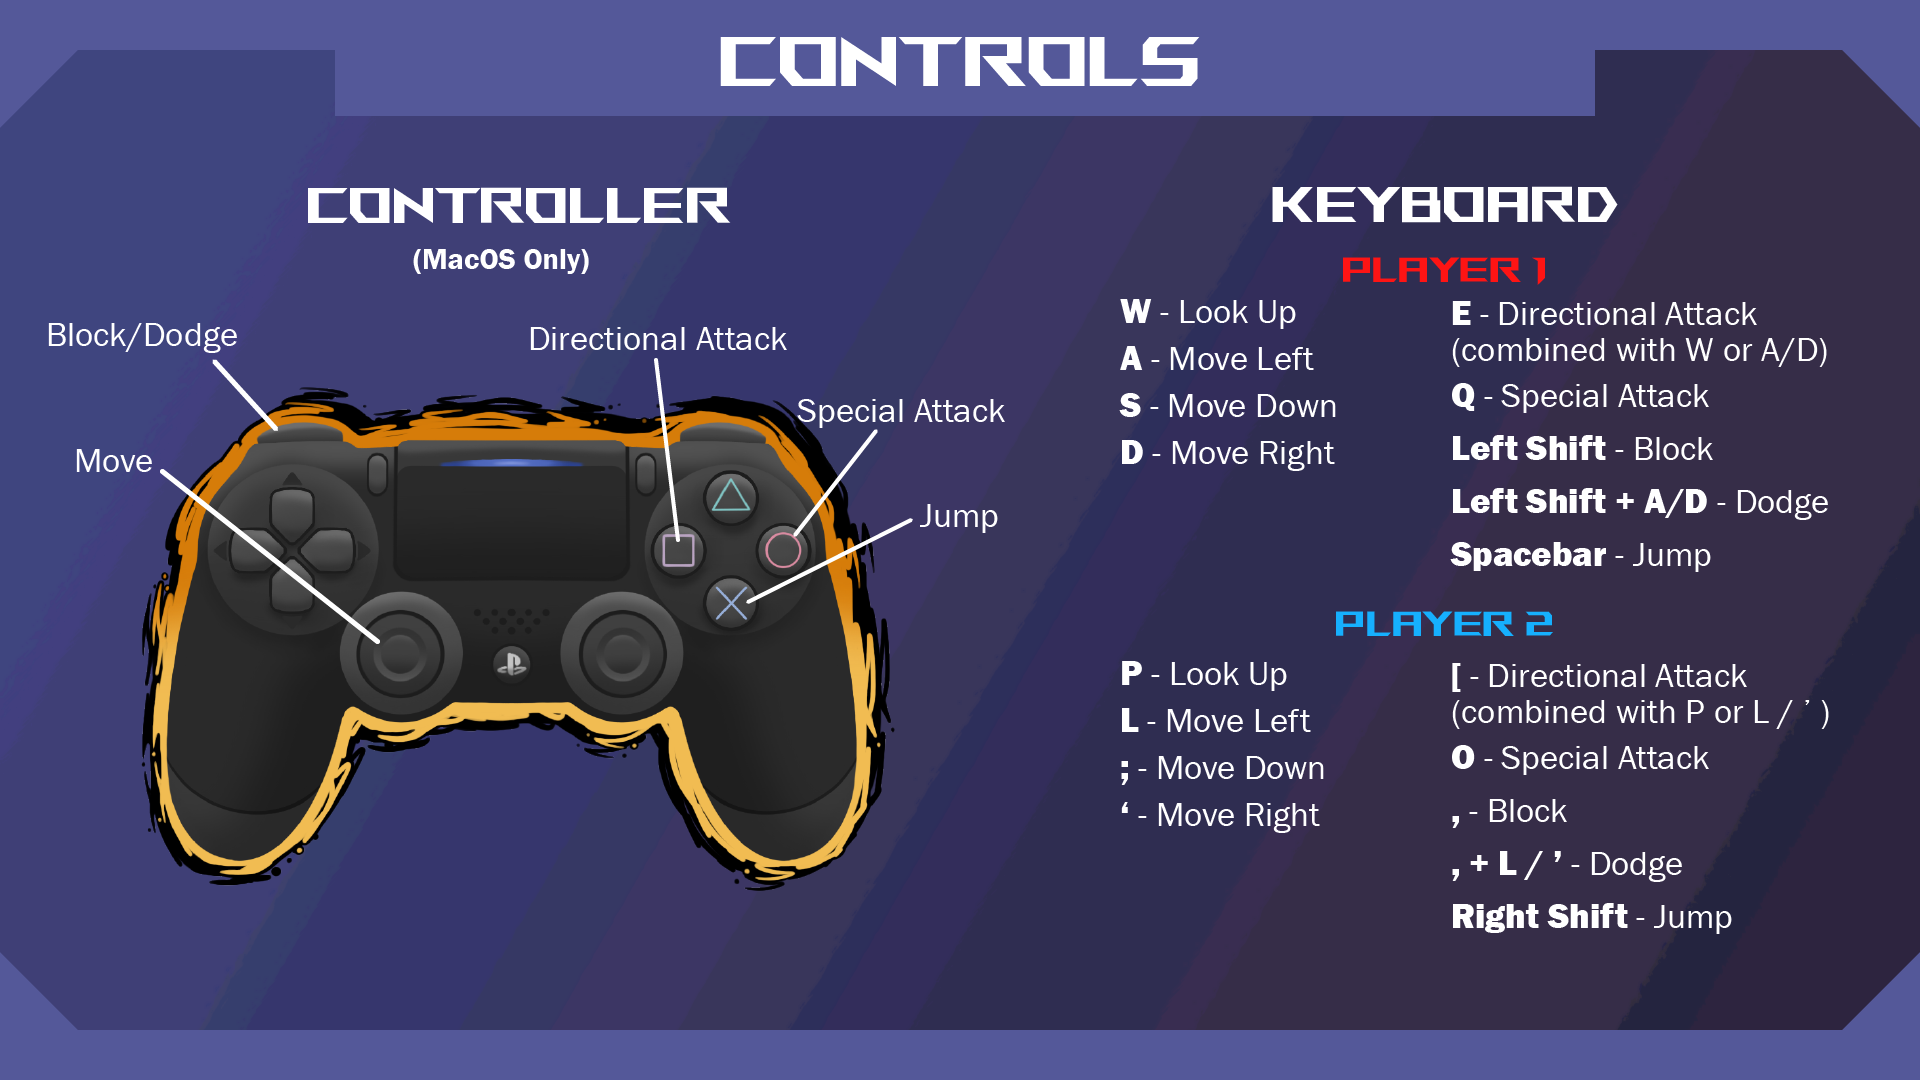 CONTROLS
CONTROLLER
(MacOS Only)
Block/Dodge
Directional Attack
Special Attack
Move
Jump
KEYBOARD
PLAYER 1
W - Look Up
A - Move Left
S - Move Down
D - Move Right
E - Directional Attack
(combined with W or A/D)
Q - Special Attack
Left Shift - Block
Left Shift + A/D - Dodge
Spacebar - Jump
PLAYER 2
P - Look Up
L - Move Left
; - Move Down
‘ - Move Right
[ - Directional Attack
(combined with P or L / ’ )
O - Special Attack
, - Block
, + L / ’ - Dodge
Right Shift - Jump